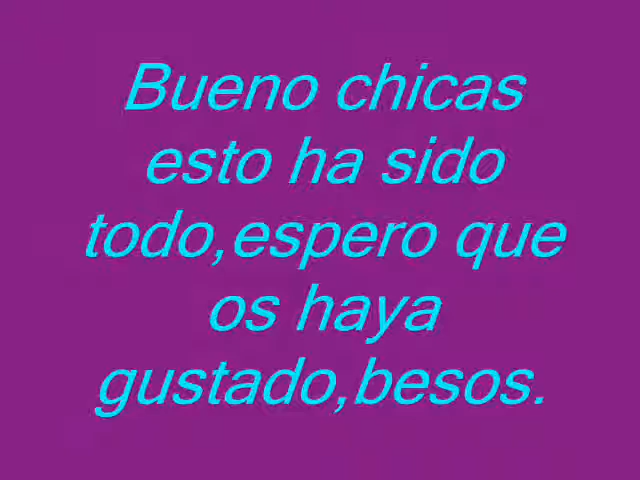 Bueno chicas
esto ha sido
todo,espero que
os haya
gustado,besos.